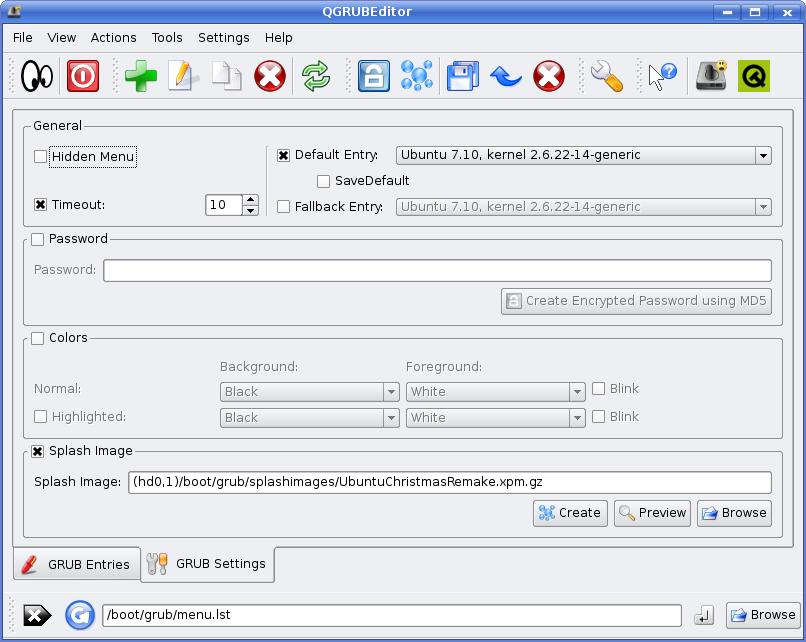 QGRUBEditor
File View Actions Tools Settings Help
General
Hidden Menu
Default Entry: Ubuntu 7.10, kernel 2.6.22-14-generic
SaveDefault
Timeout: 10
Fallback Entry: Ubuntu 7.10, kernel 2.6.22-14-generic
Password
Password:
Create Encrypted Password using MD5
Colors
Background: Foreground:
Normal: Black White Blink
Highlighted: Black White Blink
Splash Image
Splash Image: (hd0,1)/boot/grub/splashimages/UbuntuChristmasRemake.xpm.gz
Create Preview Browse
GRUB Entries GRUB Settings
/boot/grub/menu.lst Browse